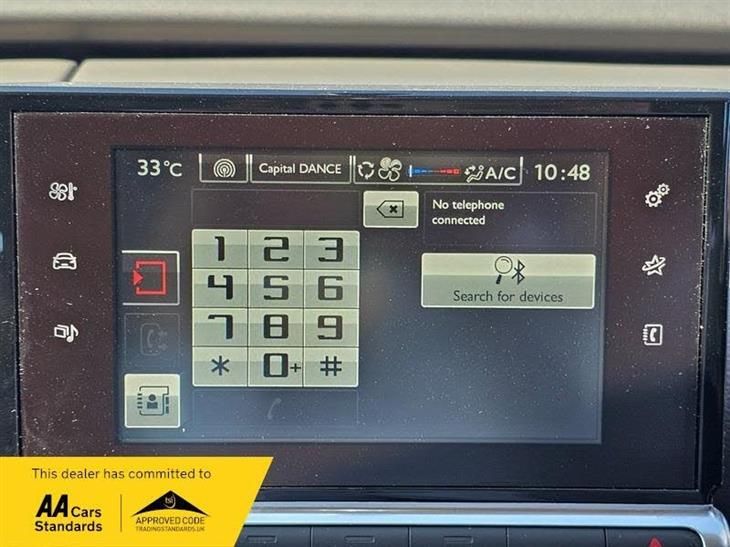 33°C
Capital DANCE
A/C
10:48
No telephone
connected
1 2 3
4 5 6
7 8 9
* 0+ #
Search for devices
This dealer has committed to
AA Cars
Standards
tsi
APPROVED CODE
TRADINGSTANDARDS.UK